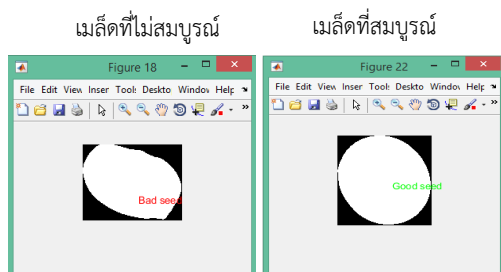 เมล็ดที่ไม่สมบูรณ์
เมล็ดที่สมบูรณ์
Figure 18
File Edit View Inser Tools Deskto Window Help
Bad seed
Figure 22
File Edit View Inser Tools Deskto Window Help
Good seed